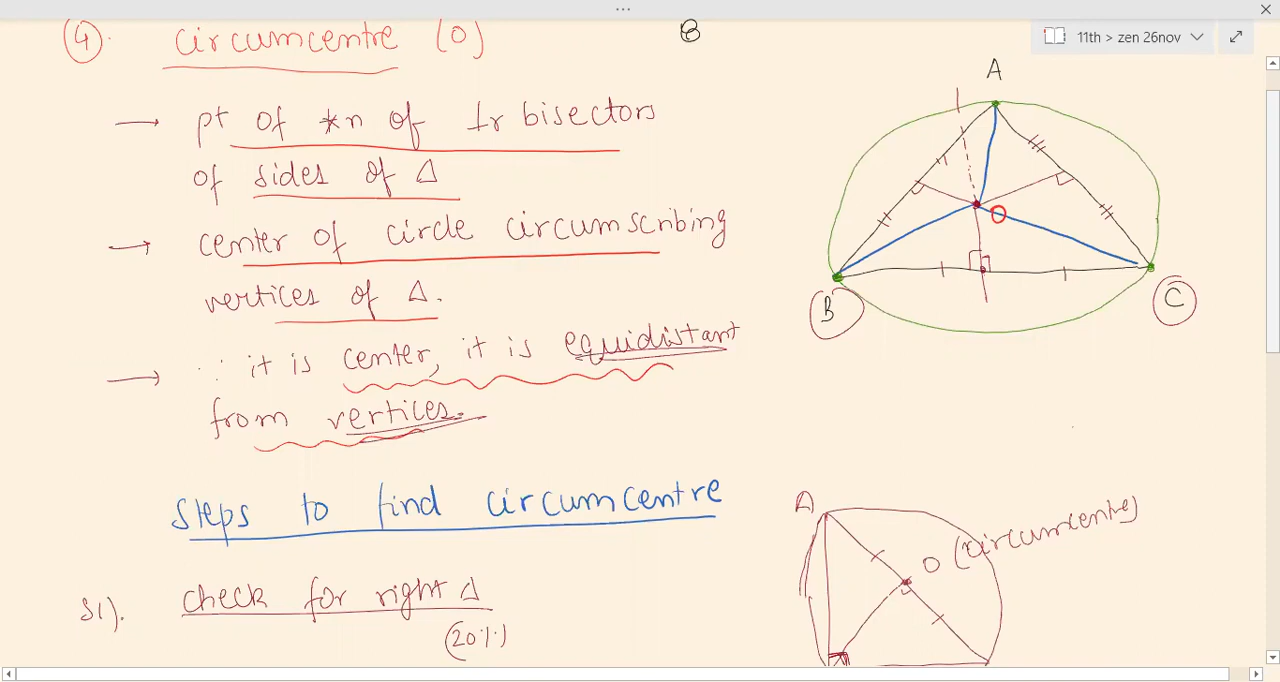 (4). circumcentre (O)
→ pt of *n of ⊥r bisectors
of sides of Δ
→ center of circle circumscribing
vertices of Δ.
→ ∵ it is center, it is equidistant
from vertices.
steps to find circumcentre
S1). check for right Δ
(20%)
B
11th > zen 26nov
A
O
B
C
A
O (circumcentre)